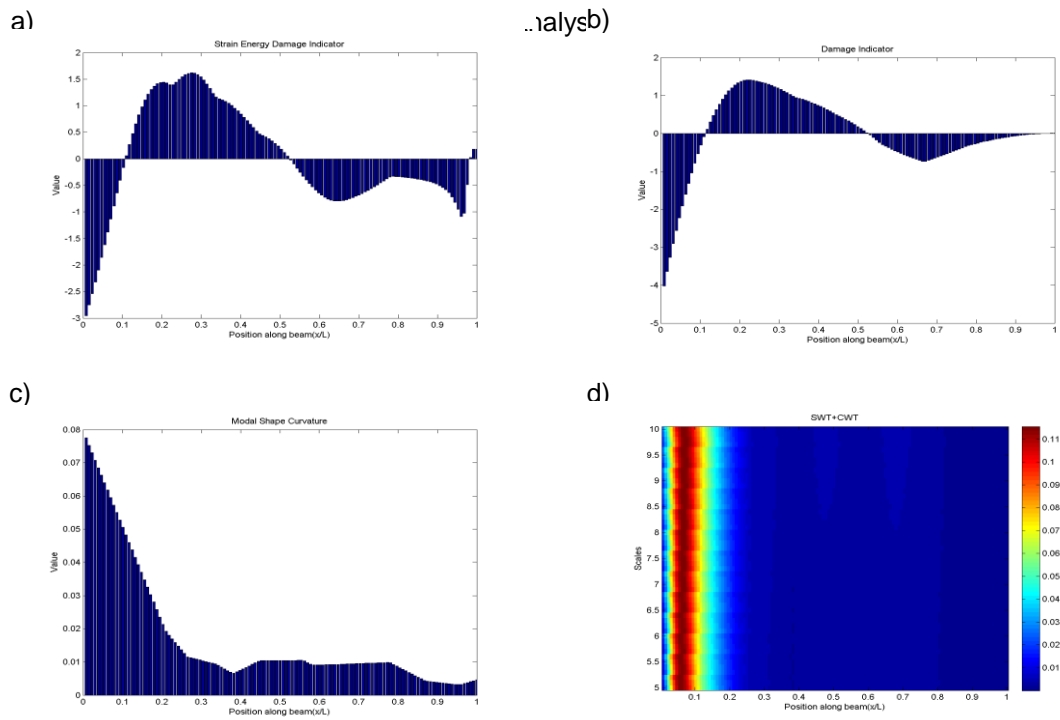 a)
b)
Strain Energy Damage Indicator
2
1.5
1
0.5
0
-0.5
-1
-1.5
-2
-2.5
-3
Value
0 0.1 0.2 0.3 0.4 0.5 0.6 0.7 0.8 0.9 1
Position along beam(x/L)
Damage Indicator
2
1
0
-1
-2
-3
-4
-5
Value
0 0.1 0.2 0.3 0.4 0.5 0.6 0.7 0.8 0.9 1
Position along beam(x/L)
c)
Modal Shape Curvature
0.08
0.07
0.06
0.05
0.04
0.03
0.02
0.01
0
Value
0 0.1 0.2 0.3 0.4 0.5 0.6 0.7 0.8 0.9 1
Position along beam(x/L)
d)
SWT+CWT
10
9.5
9
8.5
8
7.5
7
6.5
6
5.5
5
Scales
0.1 0.2 0.3 0.4 0.5 0.6 0.7 0.8 0.9 1
Position along beam(x/L)
0.11
0.1
0.09
0.08
0.07
0.06
0.05
0.04
0.03
0.02
0.01